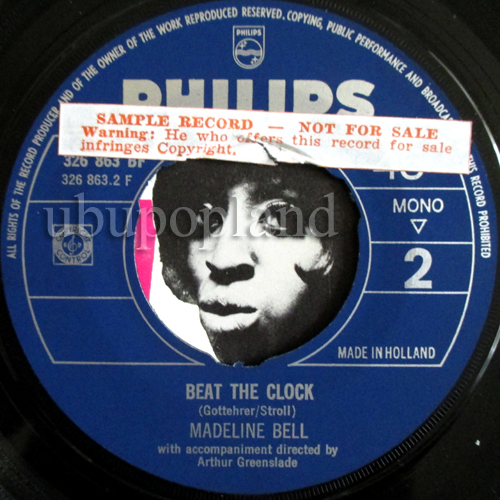 ALL RIGHTS OF THE RECORD PRODUCER AND OF THE OWNER OF THE WORK REPRODUCED RESERVED. COPYING, PUBLIC PERFORMANCE AND BROADCASTING OF THIS RECORD PROHIBITED
PHILIPS
PHILIPS
SAMPLE RECORD — NOT FOR SALE
Warning: He who offers this record for sale
infringes Copyright.
326 863 BF
326 863.2 F
MONO
2
ubupopland
MADE IN HOLLAND
BEAT THE CLOCK
(Gottehrer/Stroll)
MADELINE BELL
with accompaniment directed by
Arthur Greenslade